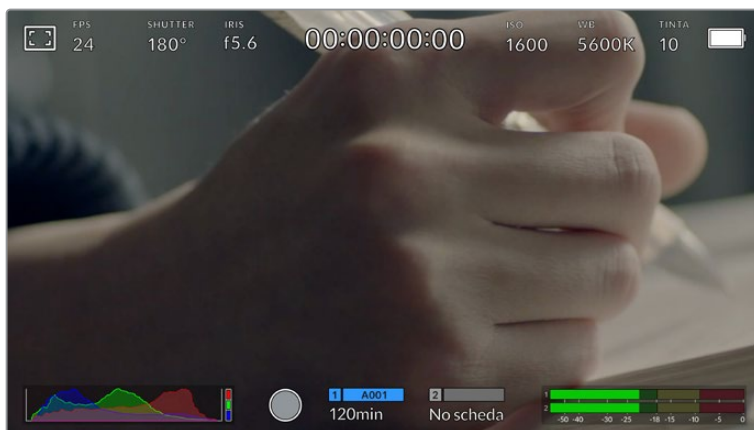 FPS SHUTTER IRIS ISO WB TINTA
24 180° f5.6 00:00:00:00 1600 5600K 10
1 A001 2
120min No scheda
1
2
-50 -40 -30 -25 -18 -15 -10 -5 0